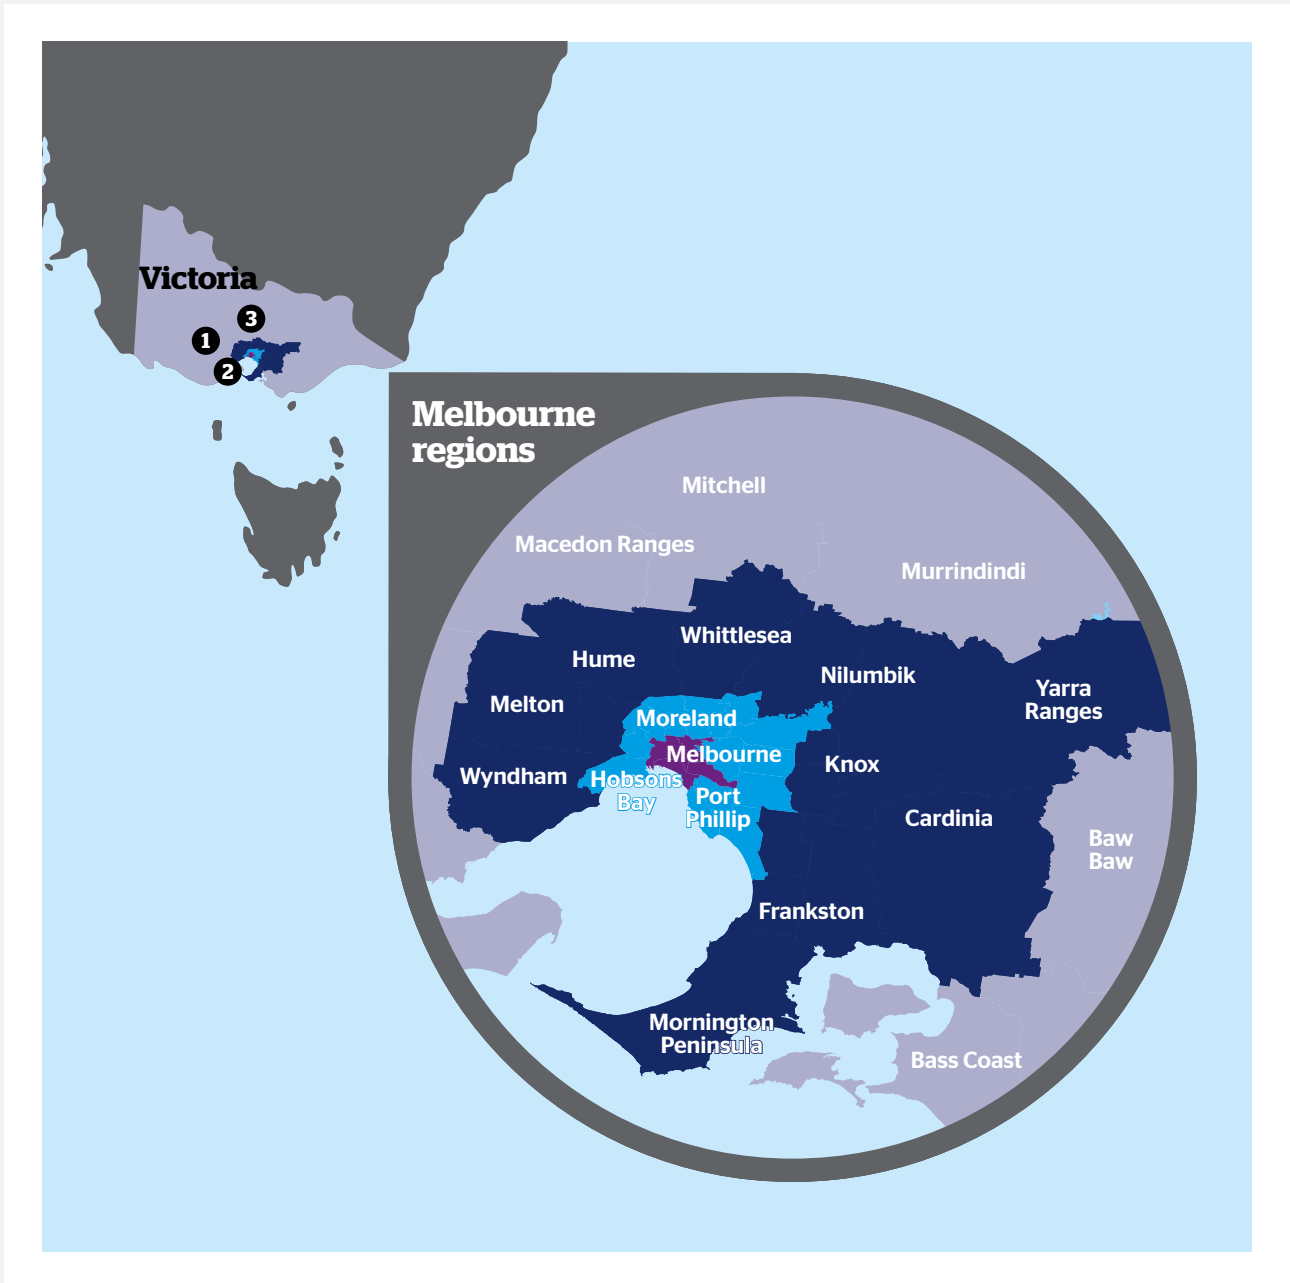 Victoria
3
1
2
Melbourne
regions
Mitchell
Macedon Ranges
Murrindindi
Whittlesea
Hume
Nilumbik
Yarra
Ranges
Melton
Moreland
Melbourne
Knox
Wyndham
Hobsons
Bay
Port
Phillip
Cardinia
Baw
Baw
Frankston
Mornington
Peninsula
Bass Coast